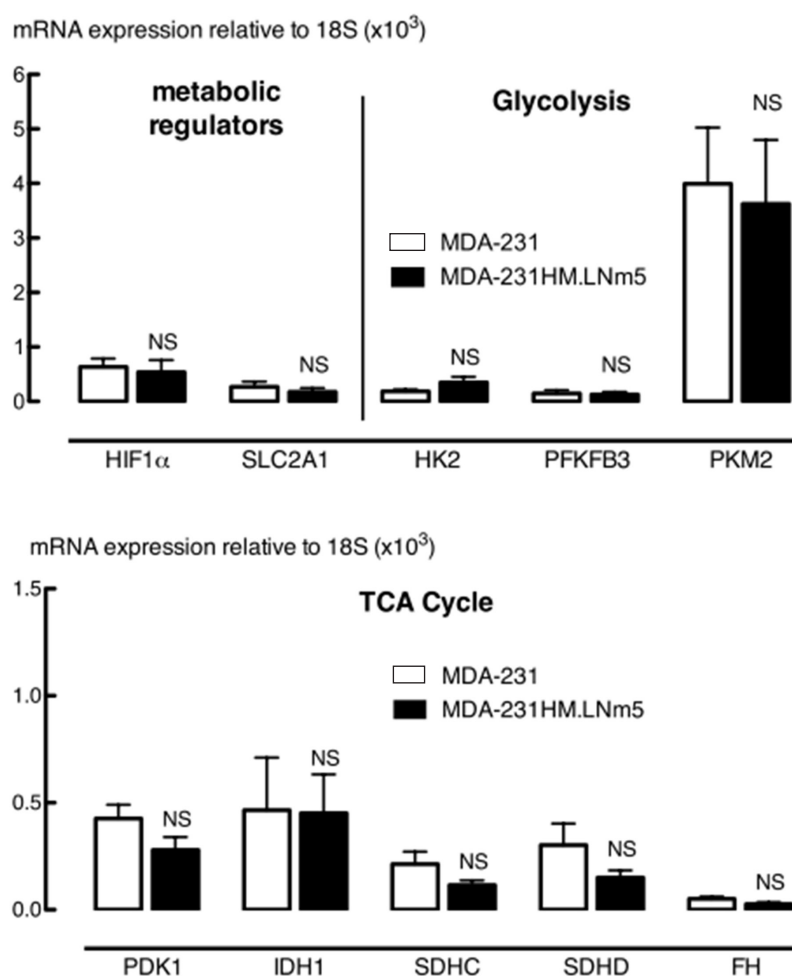 mRNA expression relative to 18S (x10³)
6
5
4
3
2
1
0
metabolic
regulators
Glycolysis
MDA-231
MDA-231HM.LNm5
NS
NS
NS
NS
NS
HIF1α SLC2A1 HK2 PFKFB3 PKM2
mRNA expression relative to 18S (x10³)
1.5
1.0
0.5
0.0
TCA Cycle
MDA-231
MDA-231HM.LNm5
NS
NS
NS
NS
NS
PDK1 IDH1 SDHC SDHD FH